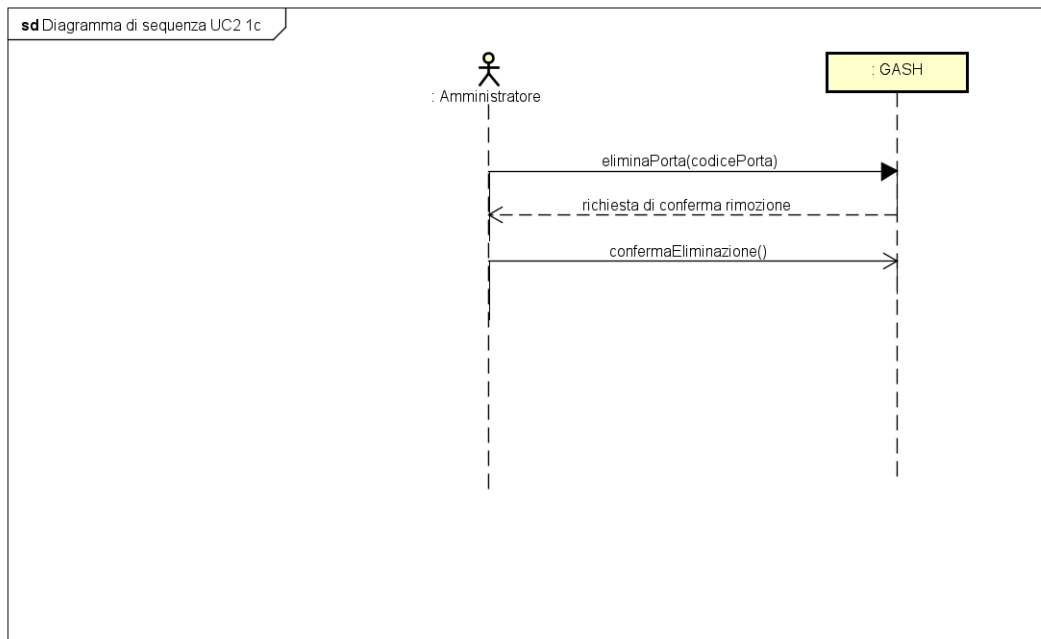 sd Diagramma di sequenza UC2 1c
: Amministratore
: GASH
eliminaPorta(codicePorta)
richiesta di conferma rimozione
confermaEliminazione()